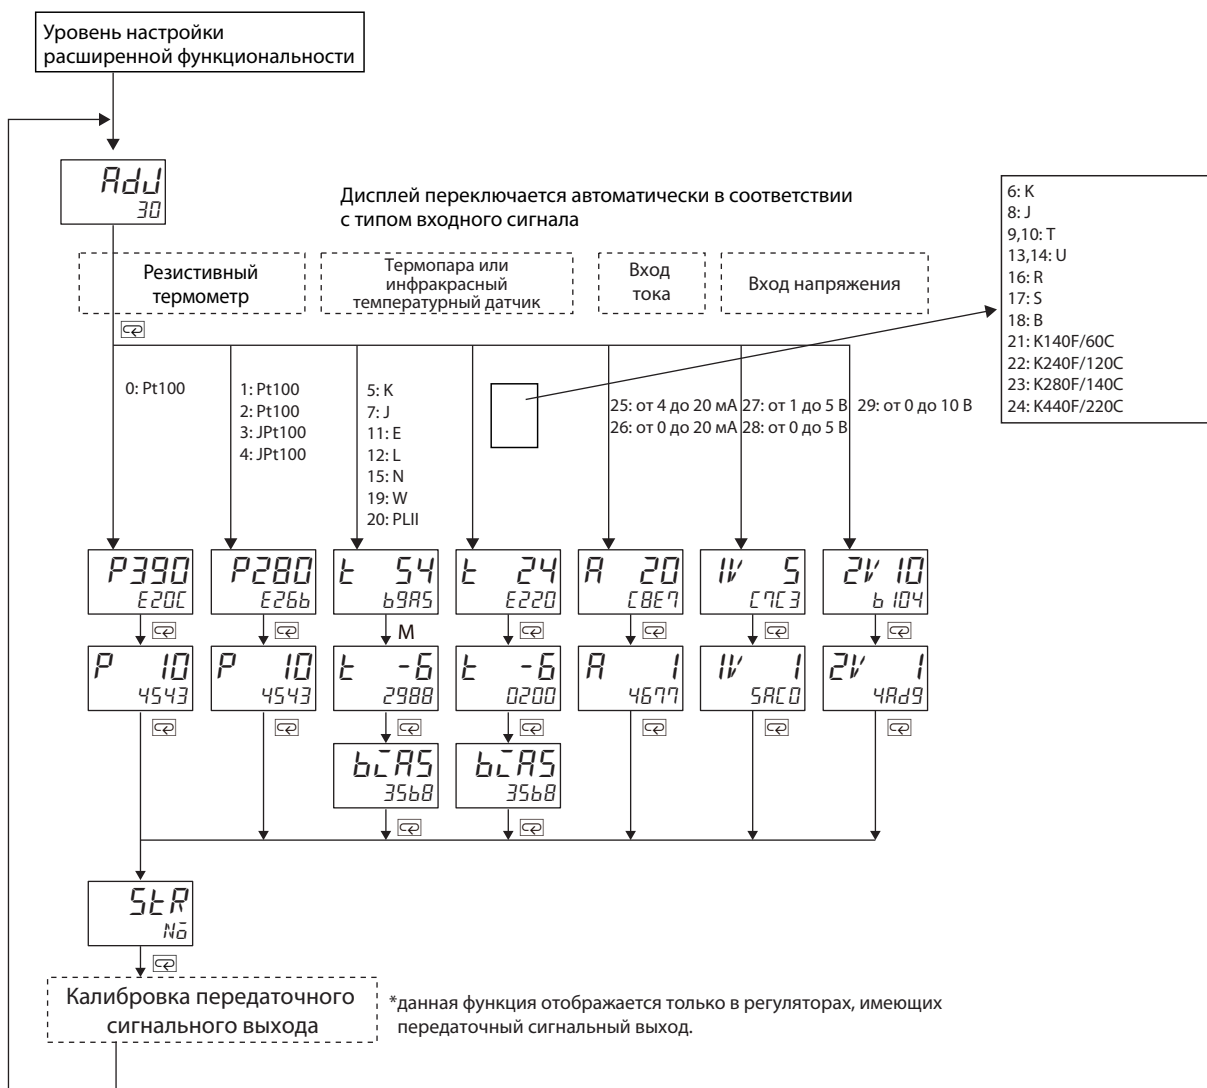 Уровень настройки
расширенной функциональности
AdJ
30
Дисплей переключается автоматически в соответствии
с типом входного сигнала
6: K
8: J
9,10: T
13,14: U
16: R
17: S
18: B
21: K140F/60C
22: K240F/120C
23: K280F/140C
24: K440F/220C
Резистивный
термометр
Термопара или
инфракрасный
температурный датчик
Вход
тока
Вход напряжения
0: Pt100
1: Pt100
2: Pt100
3: JPt100
4: JPt100
5: K
7: J
11: E
12: L
15: N
19: W
20: PLII
25: от 4 до 20 мА
26: от 0 до 20 мА
27: от 1 до 5 В
28: от 0 до 5 В
29: от 0 до 10 В
P390
E20C
P280
E26b
t 54
b9A5
t 24
E220
A 20
C8E7
1V 5
C7C3
2V 10
b104
M
P 10
4543
P 10
4543
t -6
2988
t -6
0200
A 1
4677
1V 1
5AC0
2V 1
4Ad9
biAS
35b8
biAS
35b8
StR
No
Калибровка передаточного
сигнального выхода
*данная функция отображается только в регуляторах, имеющих
передаточный сигнальный выход.